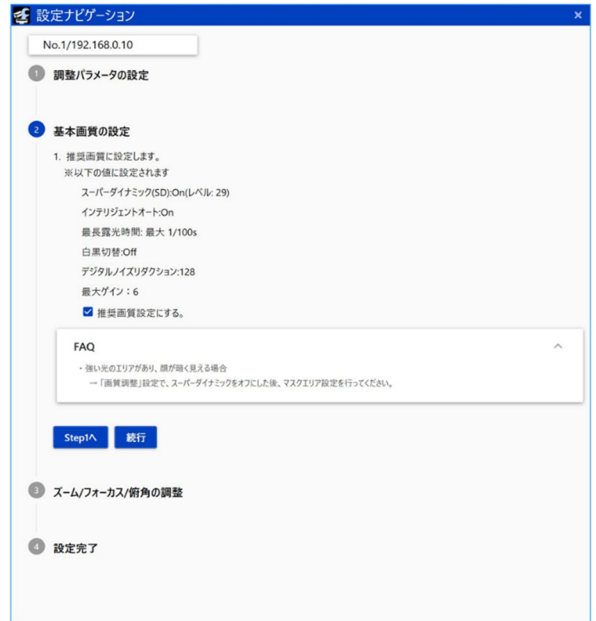 設定ナビゲーション ×
No.1/192.168.0.10
1 調整パラメータの設定
2 基本画質の設定
1. 推奨画質に設定します。
※以下の値に設定されます
スーパーダイナミック(SD):On(レベル: 29)
インテリジェントオート:On
最長露光時間: 最大 1/100s
白黒切替:Off
デジタルノイズリダクション:128
最大ゲイン：6
推奨画質設定にする。
FAQ
・強い光のエリアがあり、顔が暗く見える場合
→「画質調整」設定で、スーパーダイナミックをオフにした後、マスクエリア設定を行ってください。
Step1へ 続行
3 ズーム/フォーカス/俯角の調整
4 設定完了